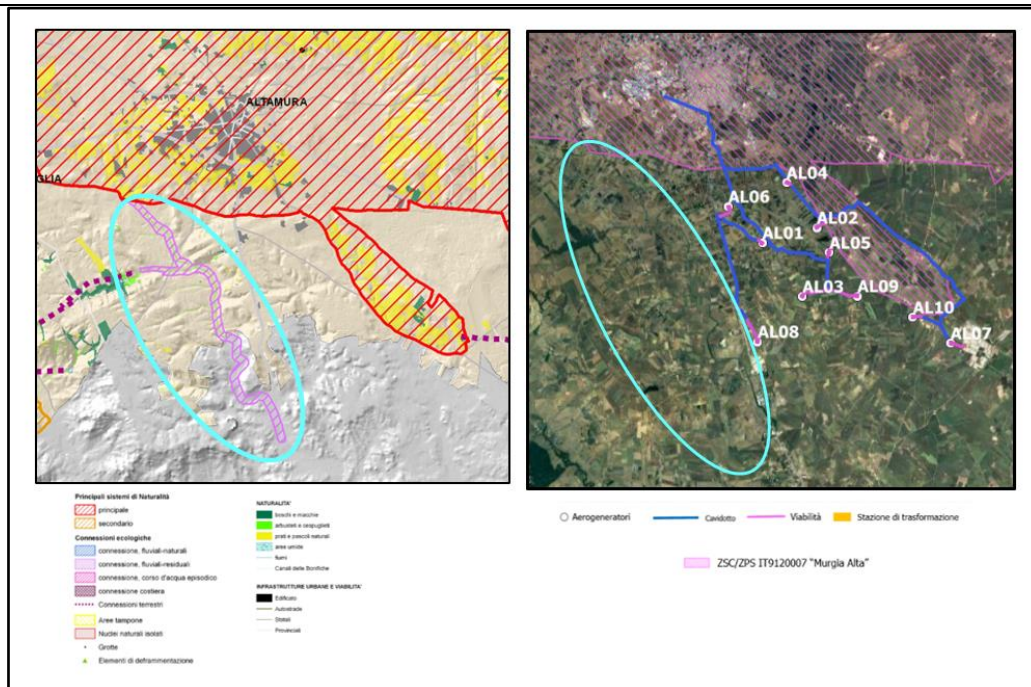 ALTAMURA
GLIA
AL04
AL06
AL02
AL01
AL05
AL03
AL09
AL10
AL08
AL07
Principali sistemi di Naturalità
principale
secondario
Connessioni ecologiche
connessione, fluviali-naturali
connessione, fluviali-residuali
connessione, corso d'acqua episodico
connessione costiera
Connessioni terrestri
Aree tampone
Nuclei naturali isolati
Grotte
Elementi di deframmentazione
NATURALITA'
boschi e macchie
arbusteti e cespuglieti
prati e pascoli naturali
aree umide
fiumi
Canali delle Bonifiche
INFRASTRUTTURE URBANE E VIABILITA'
Edificato
Autostrade
Statali
Provinciali
Aerogeneratori
Cavidotto
Viabilità
Stazione di trasformazione
ZSC/ZPS IT9120007 "Murgia Alta"